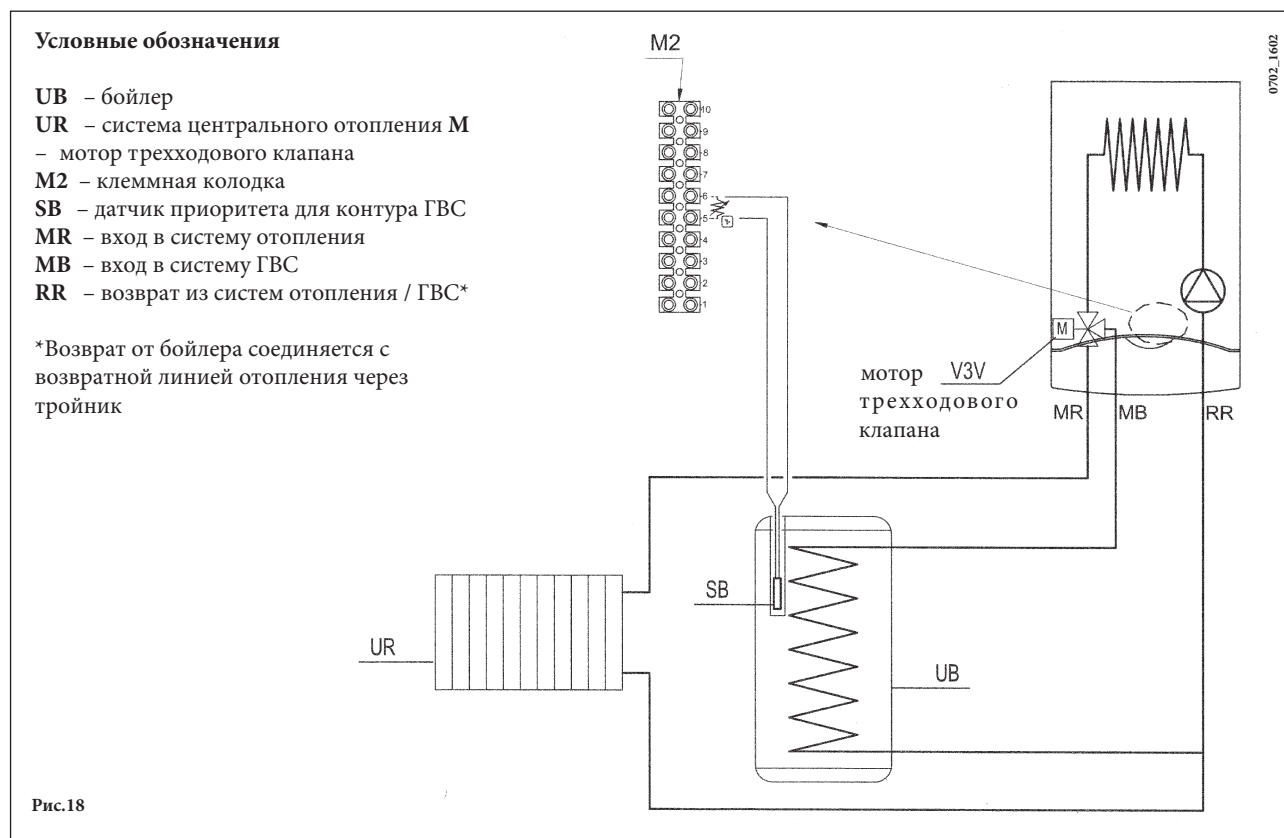 Условные обозначения
UB – бойлер
UR – система центрального отопления M
– мотор трехходового клапана
M2 – клеммная колодка
SB – датчик приоритета для контура ГВС
MR – вход в систему отопления
MB – вход в систему ГВС
RR – возврат из систем отопления / ГВС*
*Возврат от бойлера соединяется с
возвратной линией отопления через
тройник
M2
10
9
8
7
6
5
4
3
2
1
0702_1602
M
мотор V3V
трехходового
клапана
MR
MB
RR
SB
UR
UB
Рис.18